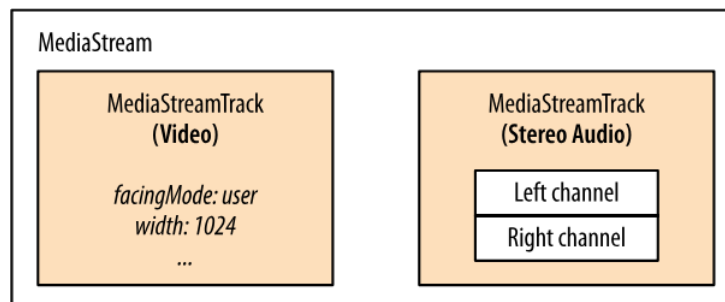 MediaStream
MediaStreamTrack
(Video)
facingMode: user
width: 1024
...
MediaStreamTrack
(Stereo Audio)
Left channel
Right channel